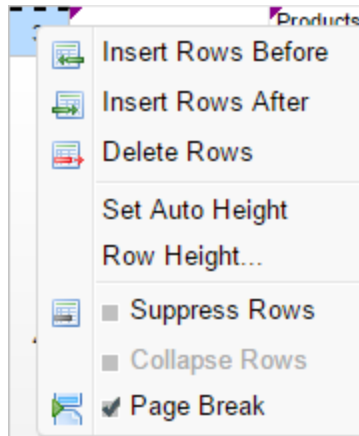 Products
Insert Rows Before
Insert Rows After
Delete Rows
Set Auto Height
Row Height...
Suppress Rows
Collapse Rows
Page Break